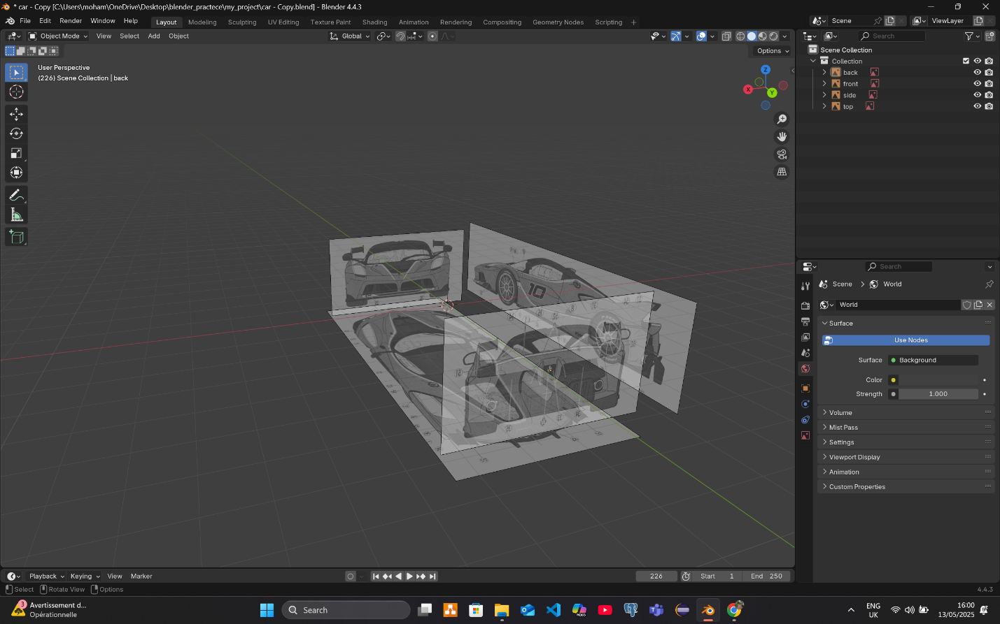 * car - Copy [C:\Users\moham\OneDrive\Desktop\blender_practece\my_project\car - Copy.blend] - Blender 4.4.3
File Edit Render Window Help Layout Modeling Sculpting UV Editing Texture Paint Shading Animation Rendering Compositing Geometry Nodes Scripting + Scene ViewLayer
Object Mode View Select Add Object Global Search
Options
User Perspective
(226) Scene Collection | back
Z
X
Y
10
Scene Collection
Collection
back
front
side
top
Search
Scene > World
World
Surface
Use Nodes
Surface Background
Color
Strength 1.000
Volume
Mist Pass
Settings
Viewport Display
Animation
Custom Properties
Playback Keying View Marker 226 Start 1 End 250
Select Rotate View Options 4.4.3
3
Avertissement d...
Opérationnelle
Search
M365
ENG
UK
16:00
13/05/2025